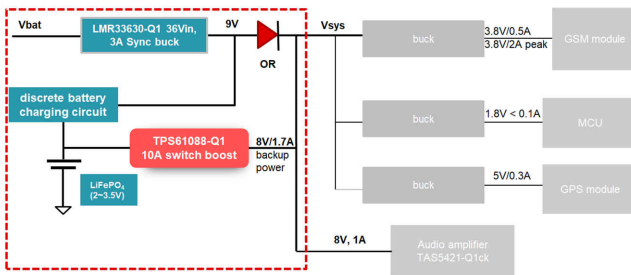 Vbat
LMR33630-Q1 36Vin,
3A Sync buck
9V
OR
Vsys
buck
3.8V/0.5A
3.8V/2A peak
GSM module
discrete battery
charging circuit
TPS61088-Q1
10A switch boost
8V/1.7A
backup
power
buck
1.8V < 0.1A
MCU
LiFePO4
(2~3.5V)
buck
5V/0.3A
GPS module
8V, 1A
Audio amplifier
TAS5421-Q1ck